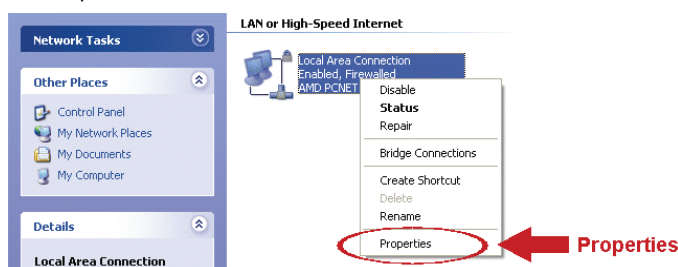 LAN or High-Speed Internet
Network Tasks
Other Places
Control Panel
My Network Places
My Documents
My Computer
Details
Local Area Connection
Local Area Connection
Enabled, Firewalled
AMD PCNET
Disable
Status
Repair
Bridge Connections
Create Shortcut
Delete
Rename
Properties
Properties